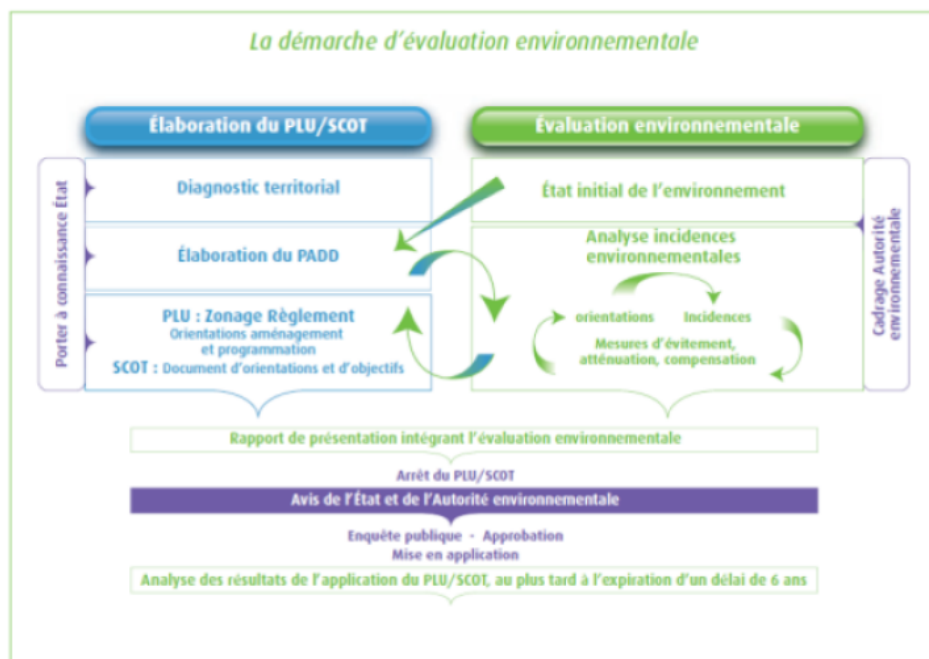 La démarche d'évaluation environnementale
Élaboration du PLU/SCOT
Évaluation environnementale
Porter à connaissance État
Diagnostic territorial
État initial de l'environnement
Cadrage Autorité
environnementale
Élaboration du PADD
Analyse incidences
environnementales
PLU : Zonage Règlement
Orientations aménagement
et programmation
SCOT : Document d'orientations et d'objectifs
orientations
Incidences
Mesures d'évitement,
atténuation, compensation
Rapport de présentation intégrant l'évaluation environnementale
Arrêt du PLU/SCOT
Avis de l'État et de l'Autorité environnementale
Enquête publique - Approbation
Mise en application
Analyse des résultats de l'application du PLU/SCOT, au plus tard à l'expiration d'un délai de 6 ans